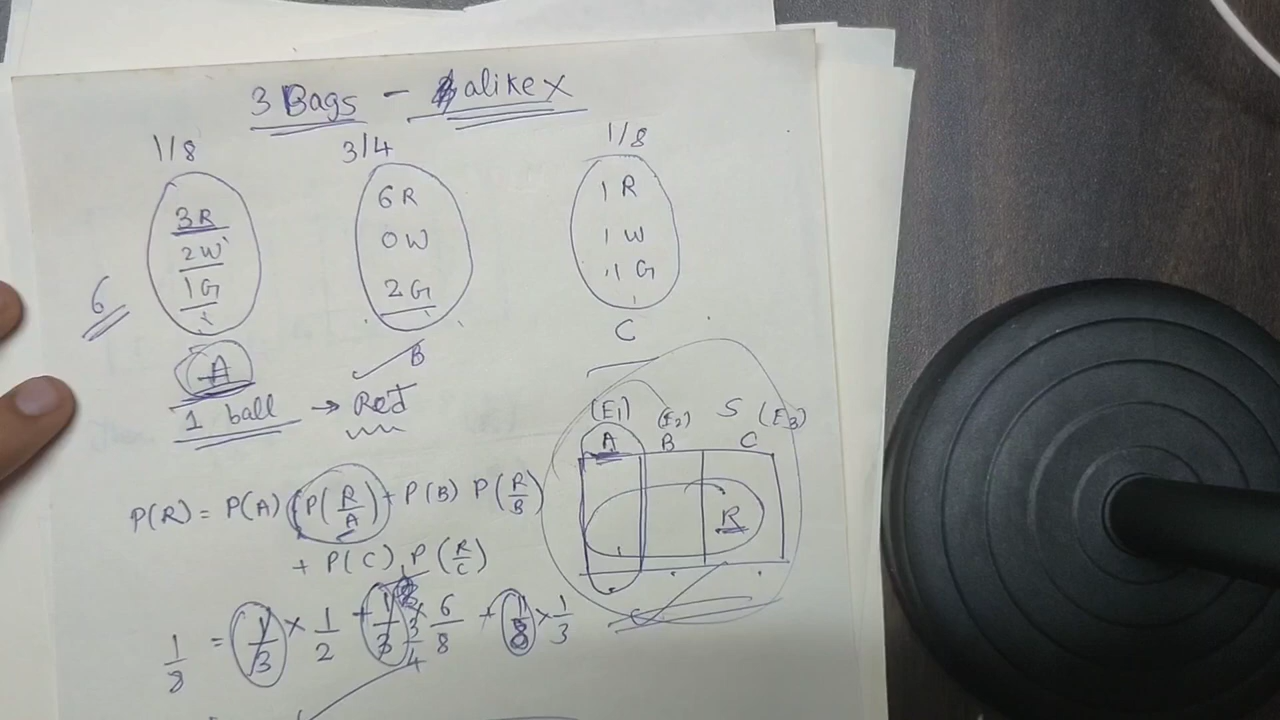 3 Bags - alike X
1/8 3/4 1/8
3R 6R 1R
2W 0W 1W
1G 2G 1G
6
A B C
1 ball → Red
(E1) (E2) S (E3)
A B C
R
P(R) = P(A) P(R/A) + P(B) P(R/B)
+ P(C) P(R/C)
1/8 = 1/3 × 1/2 + 1/3 3/4 × 6/8 + 1/8 × 1/3